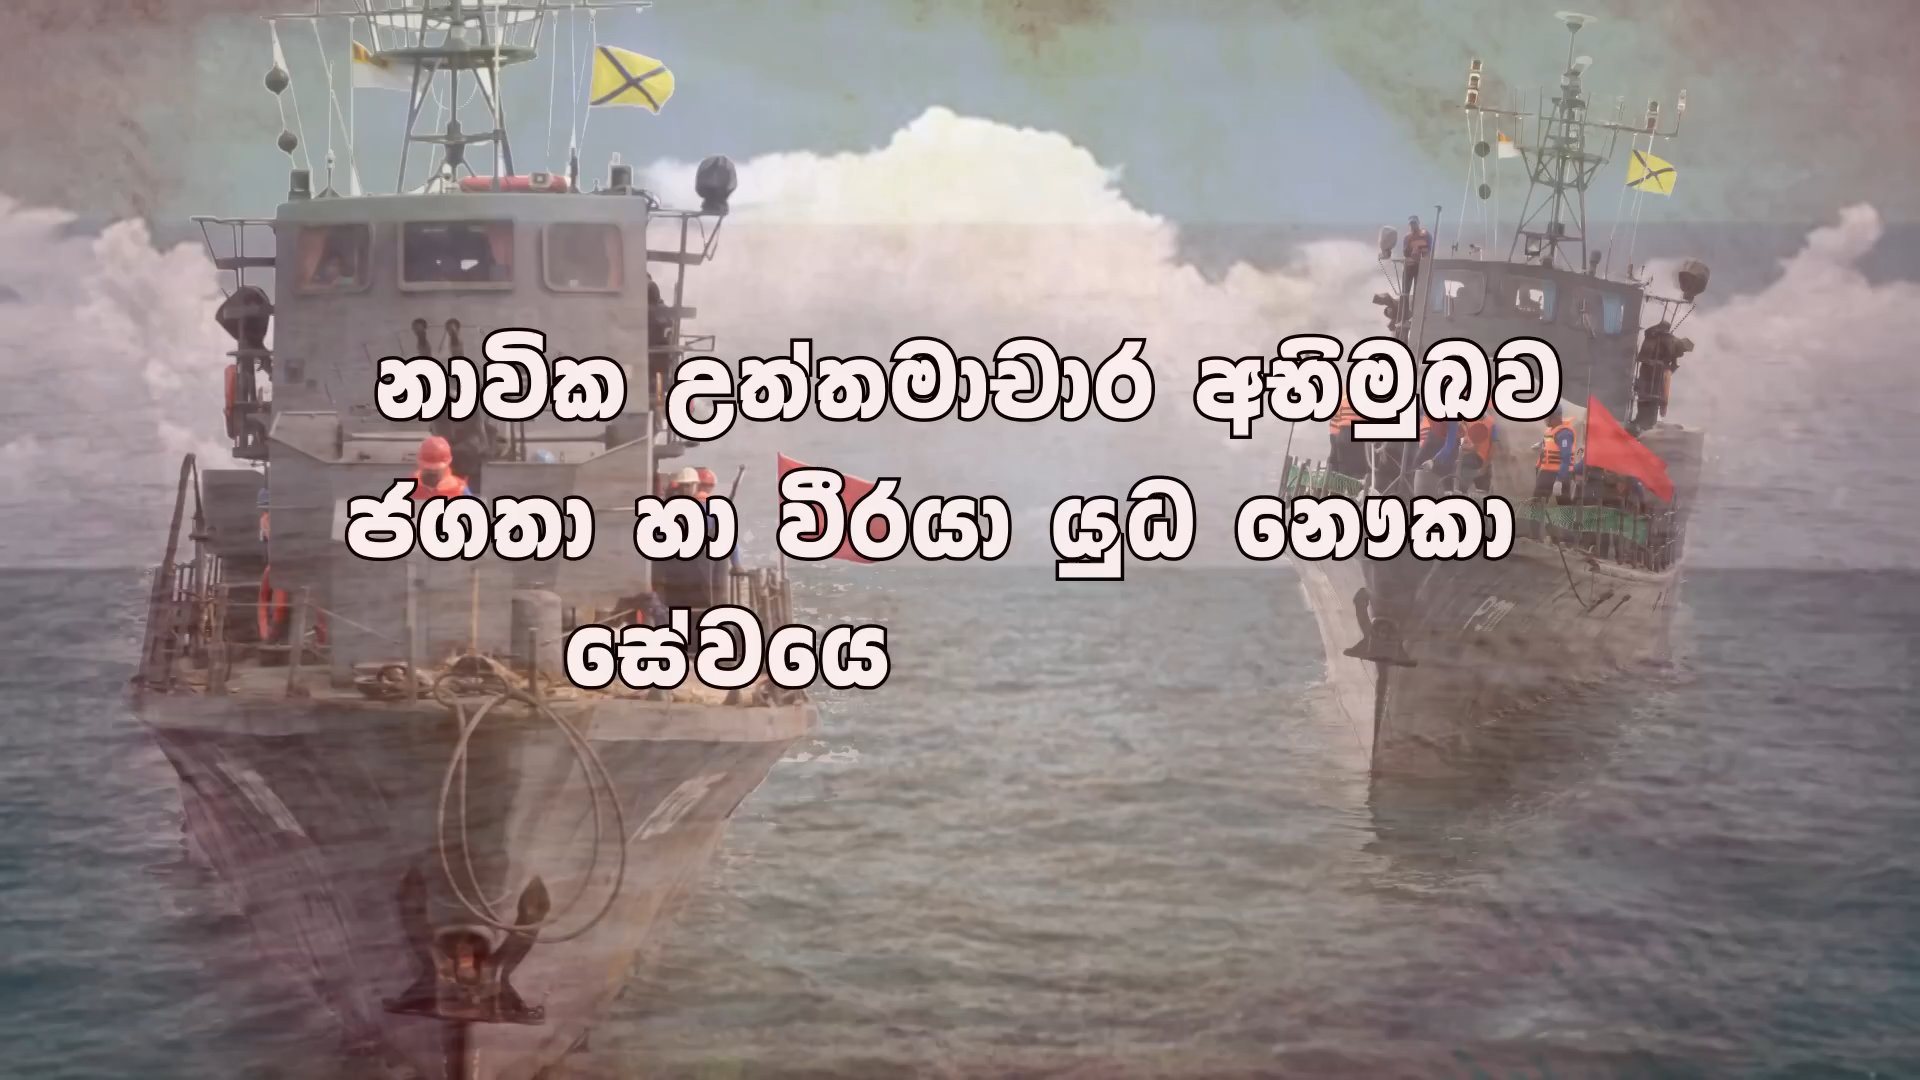 නාවික උත්තමාචාර අභිමුඛව
ජගතා හා වීරයා යුධ නෞකා
සේවයෙ